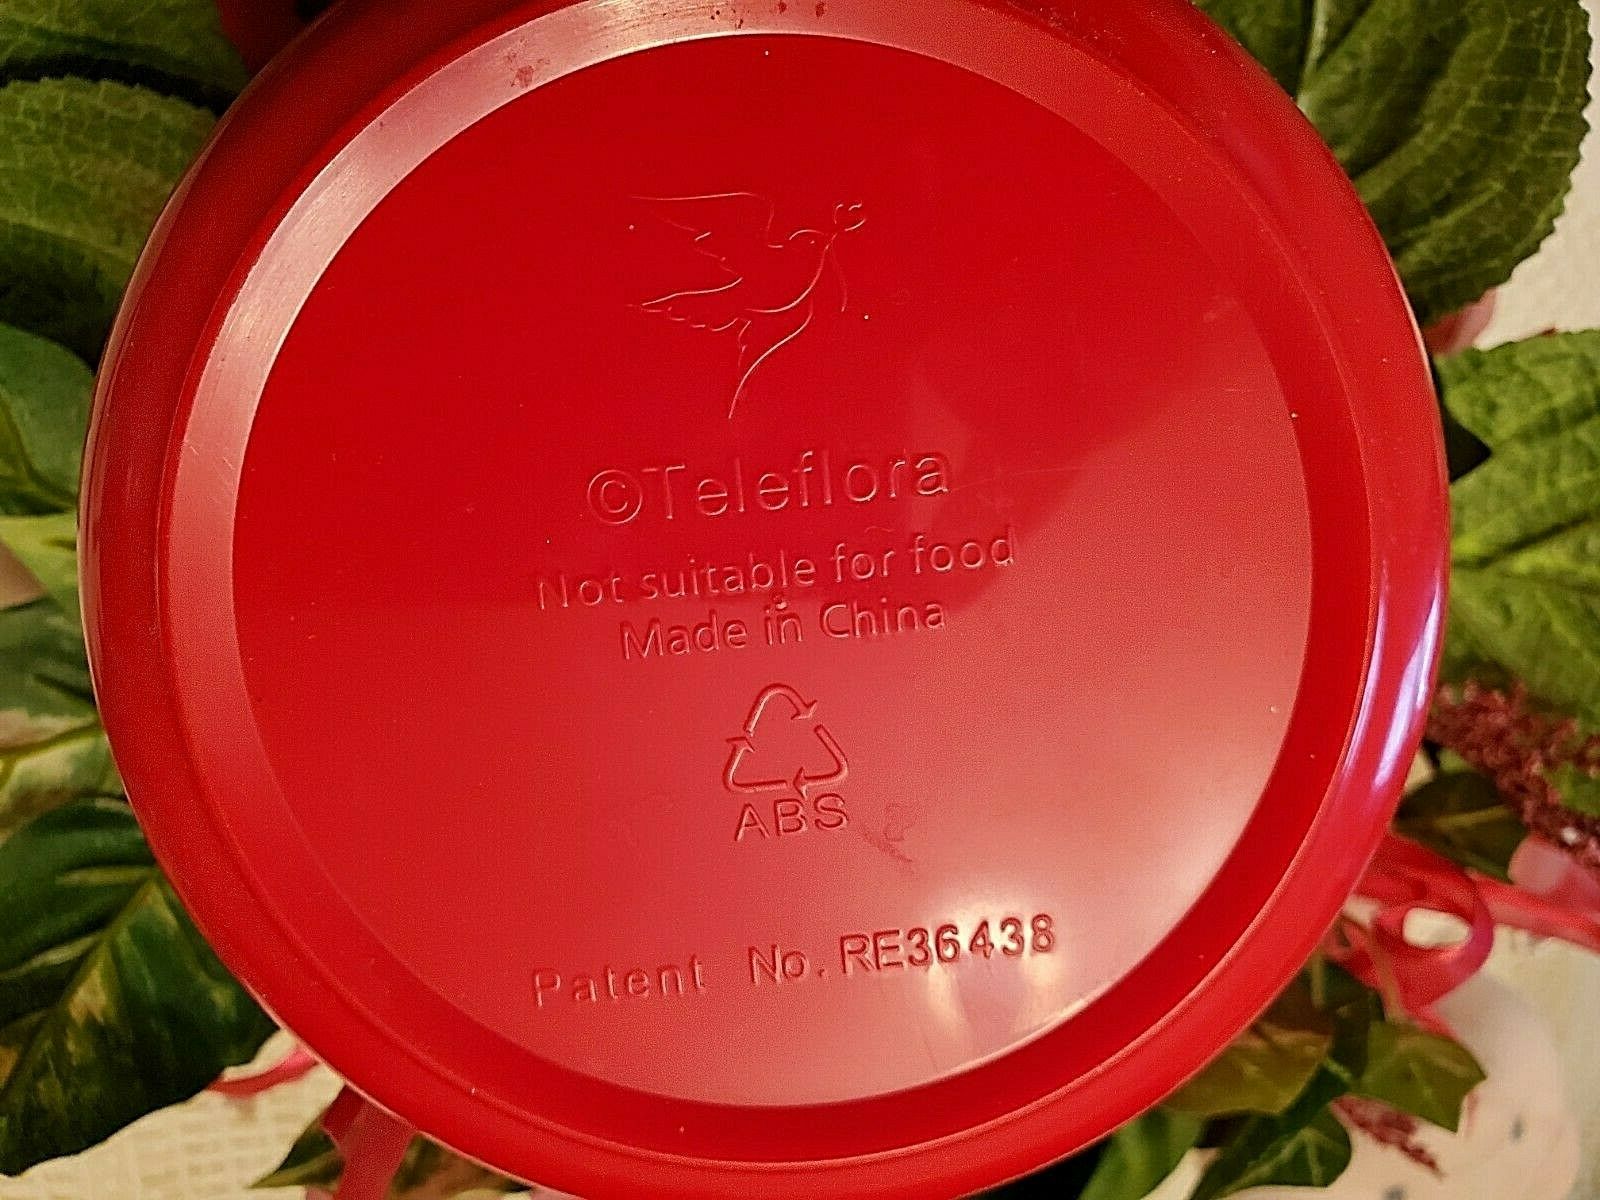 ©Teleflora
Not suitable for food
Made in China
ABS
Patent No. RE36438